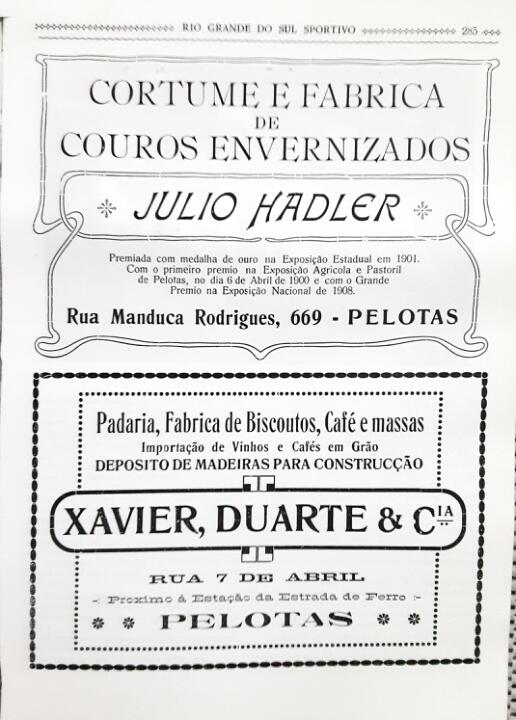 RIO GRANDE DO SUL SPORTIVO 285
CORTUME E FABRICA
DE
COUROS ENVERNIZADOS
JULIO HADLER
Premiada com medalha de ouro na Exposição Estadual em 1901.
Com o primeiro premio na Exposição Agricola e Pastoril
de Pelotas, no dia 6 de Abril de 1900 e com o Grande
Premio na Exposição Nacional de 1908.
Rua Manduca Rodrigues, 669 - PELOTAS
Padaria, Fabrica de Biscoutos, Café e massas
Importação de Vinhos e Cafés em Grão
DEPOSITO DE MADEIRAS PARA CONSTRUCÇÃO
XAVIER, DUARTE & CIA
RUA 7 DE ABRIL
-: Proximo á Estação da Estrada de Ferro :-
PELOTAS